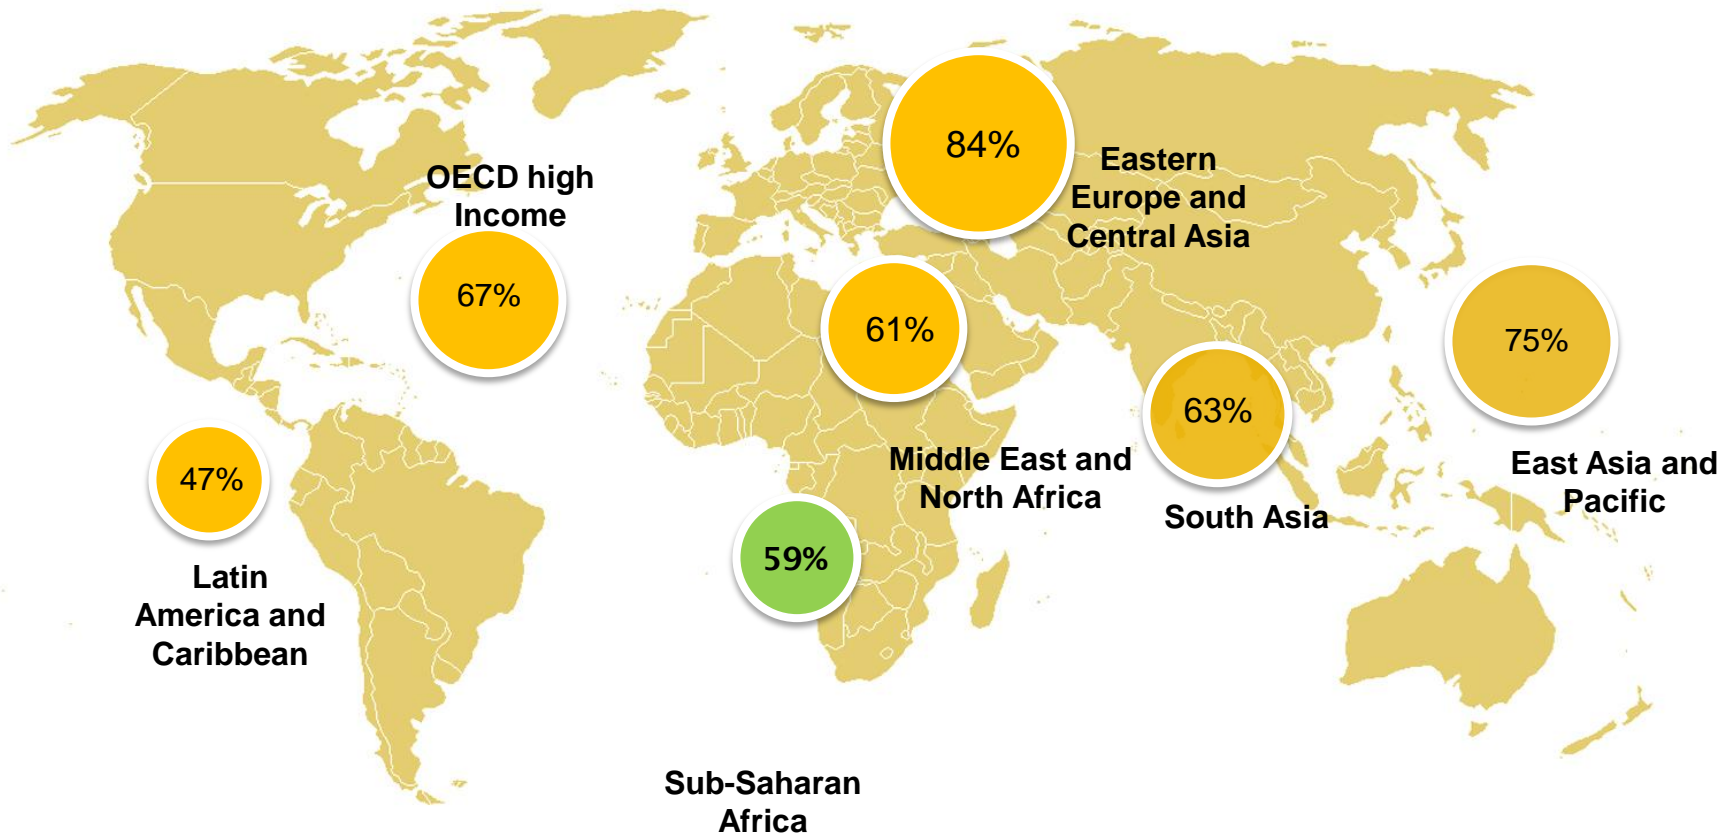 84%
Eastern
Europe and
Central Asia
OECD high
Income
67%
61%
75%
63%
47%
Middle East and
North Africa
East Asia and
Pacific
South Asia
59%
Latin
America and
Caribbean
Sub-Saharan
Africa